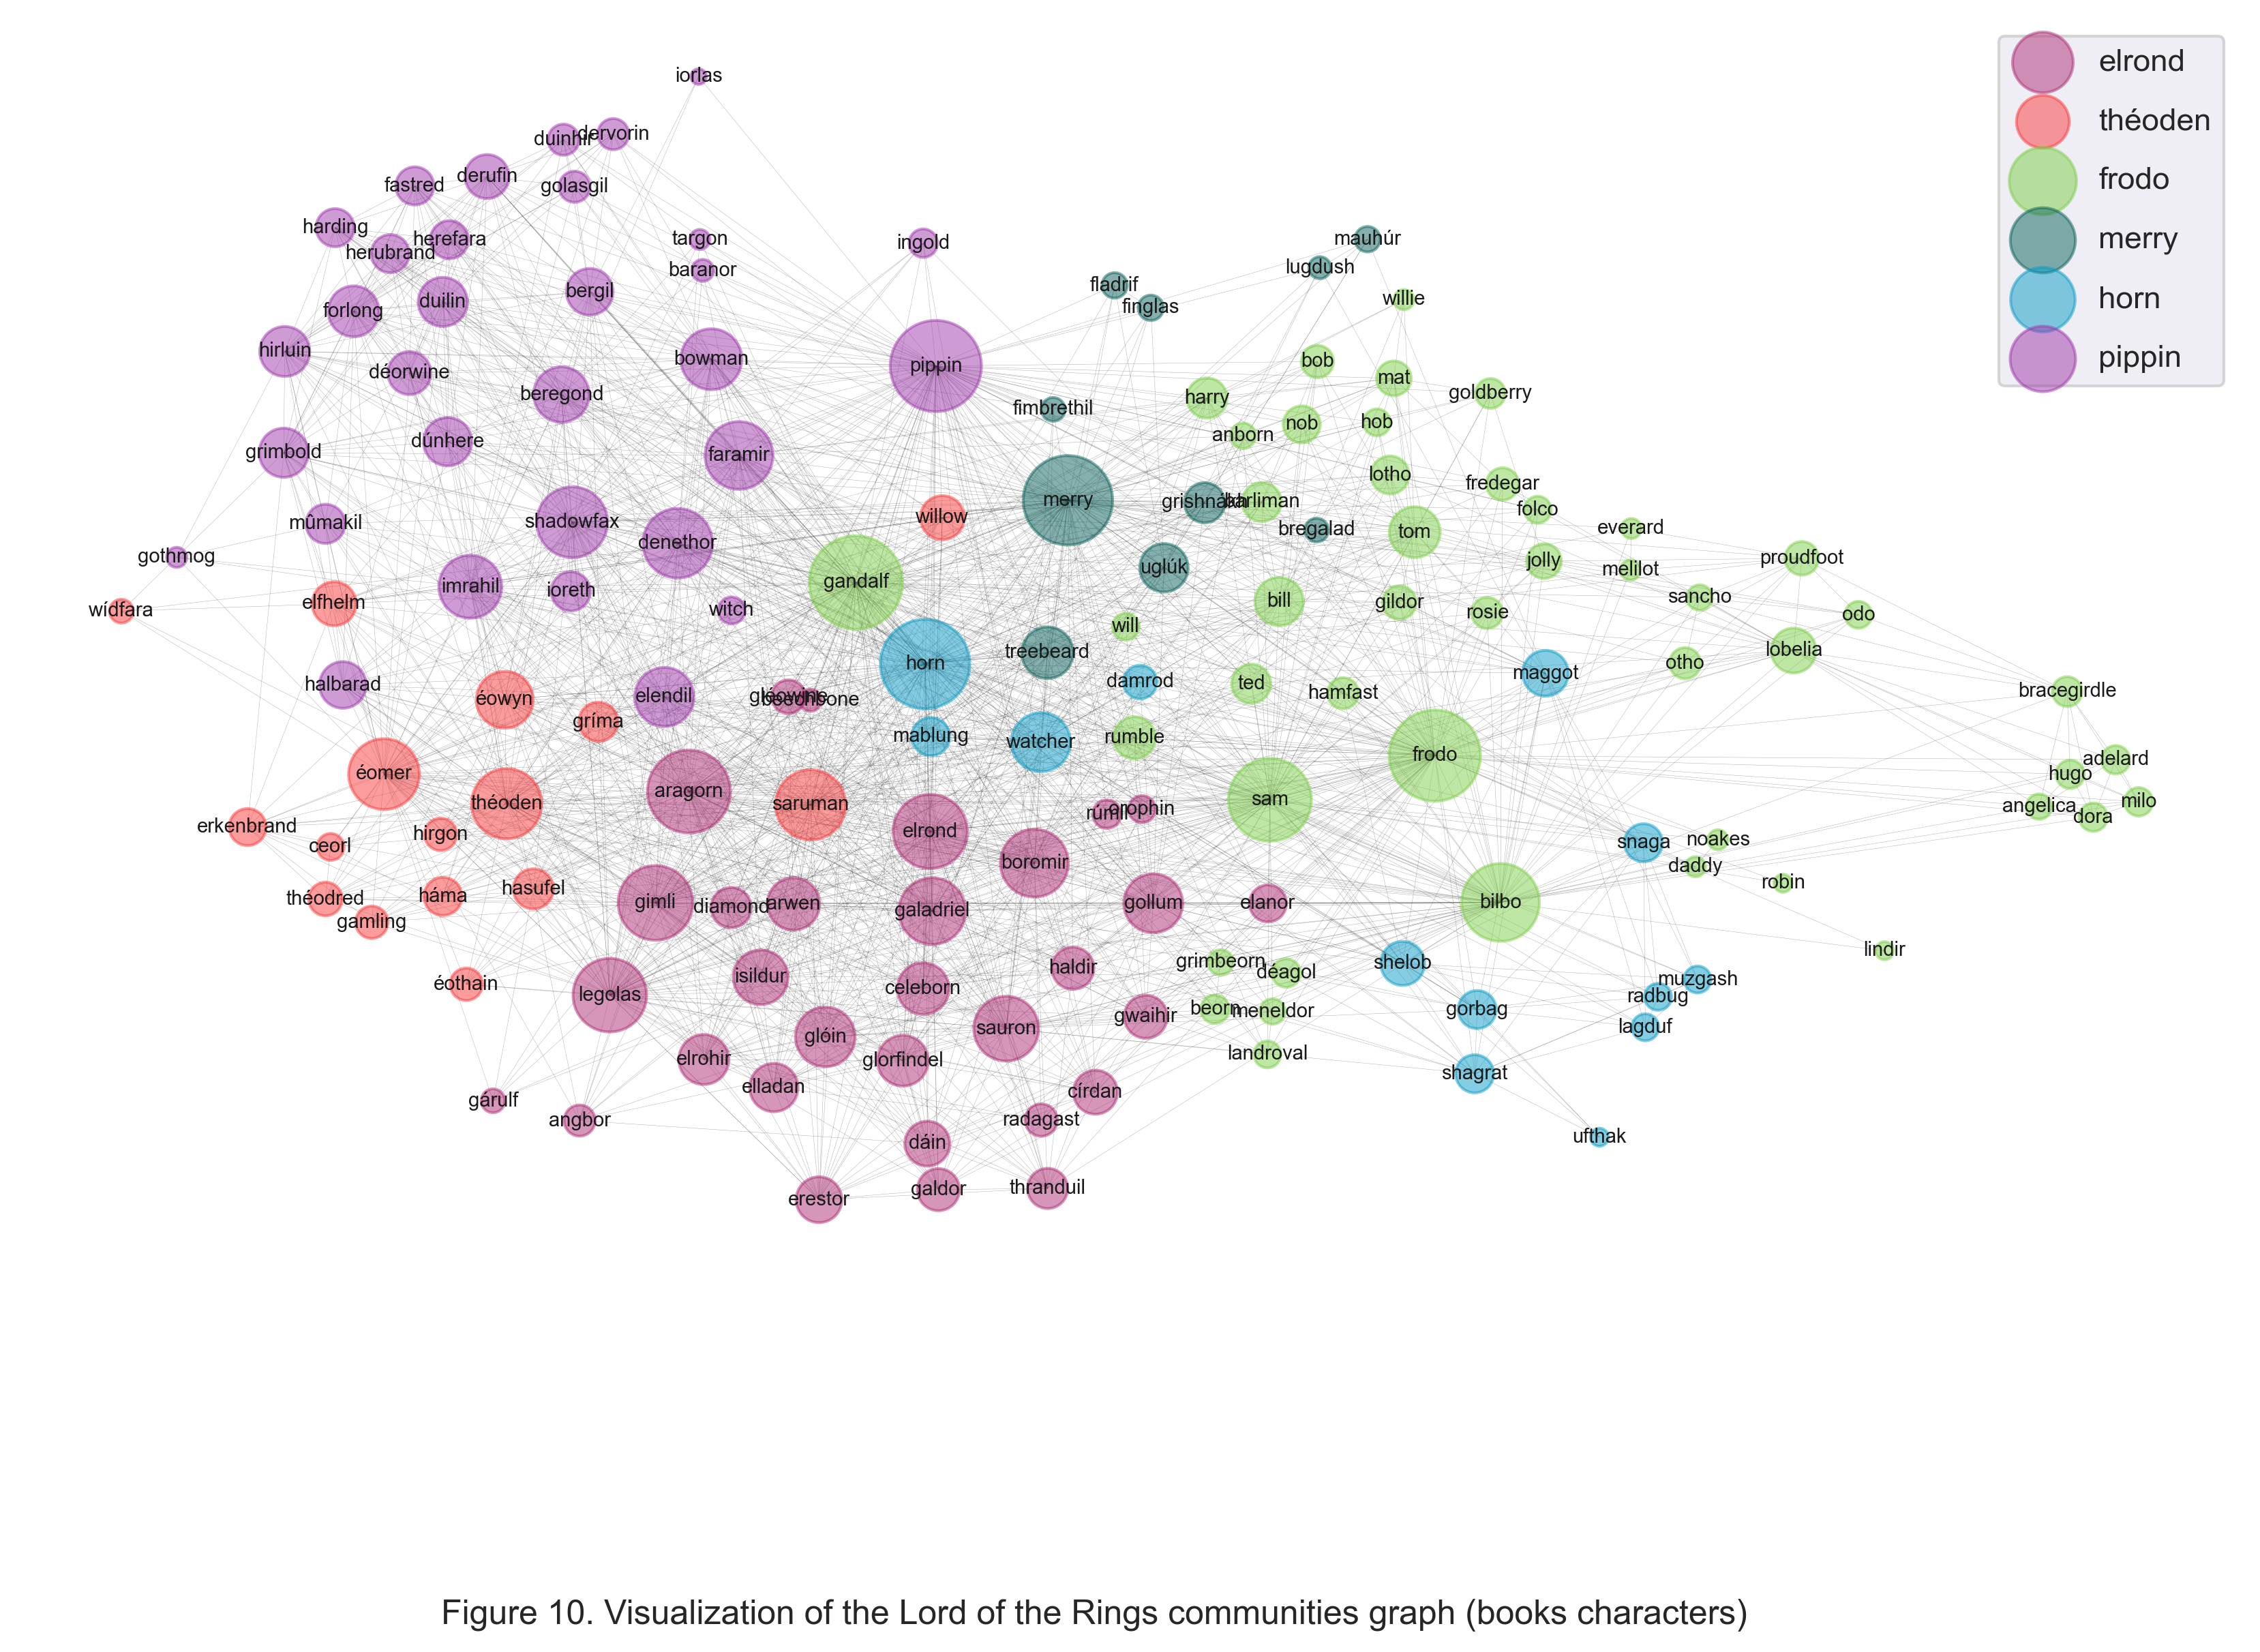 iorlas
elrond
duinhir
dervorin
théoden
fastred
derufin
golasgil
frodo
harding
herubrand
herefara
targon
ingold
mauhúr
merry
baranor
lugdush
bergil
fladrif
finglas
willie
horn
forlong
duilin
hirluin
bowman
pippin
bob
pippin
déorwine
beregond
mat
goldberry
harry
fimbrethil
nob
hob
anborn
grimbold
dúnhere
faramir
lotho
fredegar
merry
grishnákh
barliman
folco
mûmakil
shadowfax
willow
bregalad
tom
everard
denethor
gothmog
uglúk
jolly
melilot
proudfoot
imrahil
ioreth
gandalf
wídfara
elfhelm
witch
bill
gildor
rosie
sancho
odo
will
treebeard
lobelia
horn
otho
halbarad
éowyn
elendil
gléowine
beechbone
damrod
ted
hamfast
maggot
bracegirdle
gríma
mablung
watcher
rumble
frodo
éomer
adelard
hugo
théoden
aragorn
saruman
sam
rúmil
orophin
angelica
dora
milo
erkenbrand
ceorl
hirgon
elrond
snaga
noakes
boromir
daddy
robin
théodred
háma
hasufel
gimli
diamond
arwen
galadriel
gollum
elanor
bilbo
gamling
lindir
éothain
legolas
isildur
celeborn
haldir
grimbeorn
déagol
shelob
muzgash
radbug
sauron
gwaihir
beorn
meneldor
gorbag
lagduf
glóin
elrohir
glorfindel
landroval
elladan
círdan
shagrat
gárulf
angbor
radagast
dáin
ufthak
erestor
galdor
thranduil
Figure 10. Visualization of the Lord of the Rings communities graph (books characters)